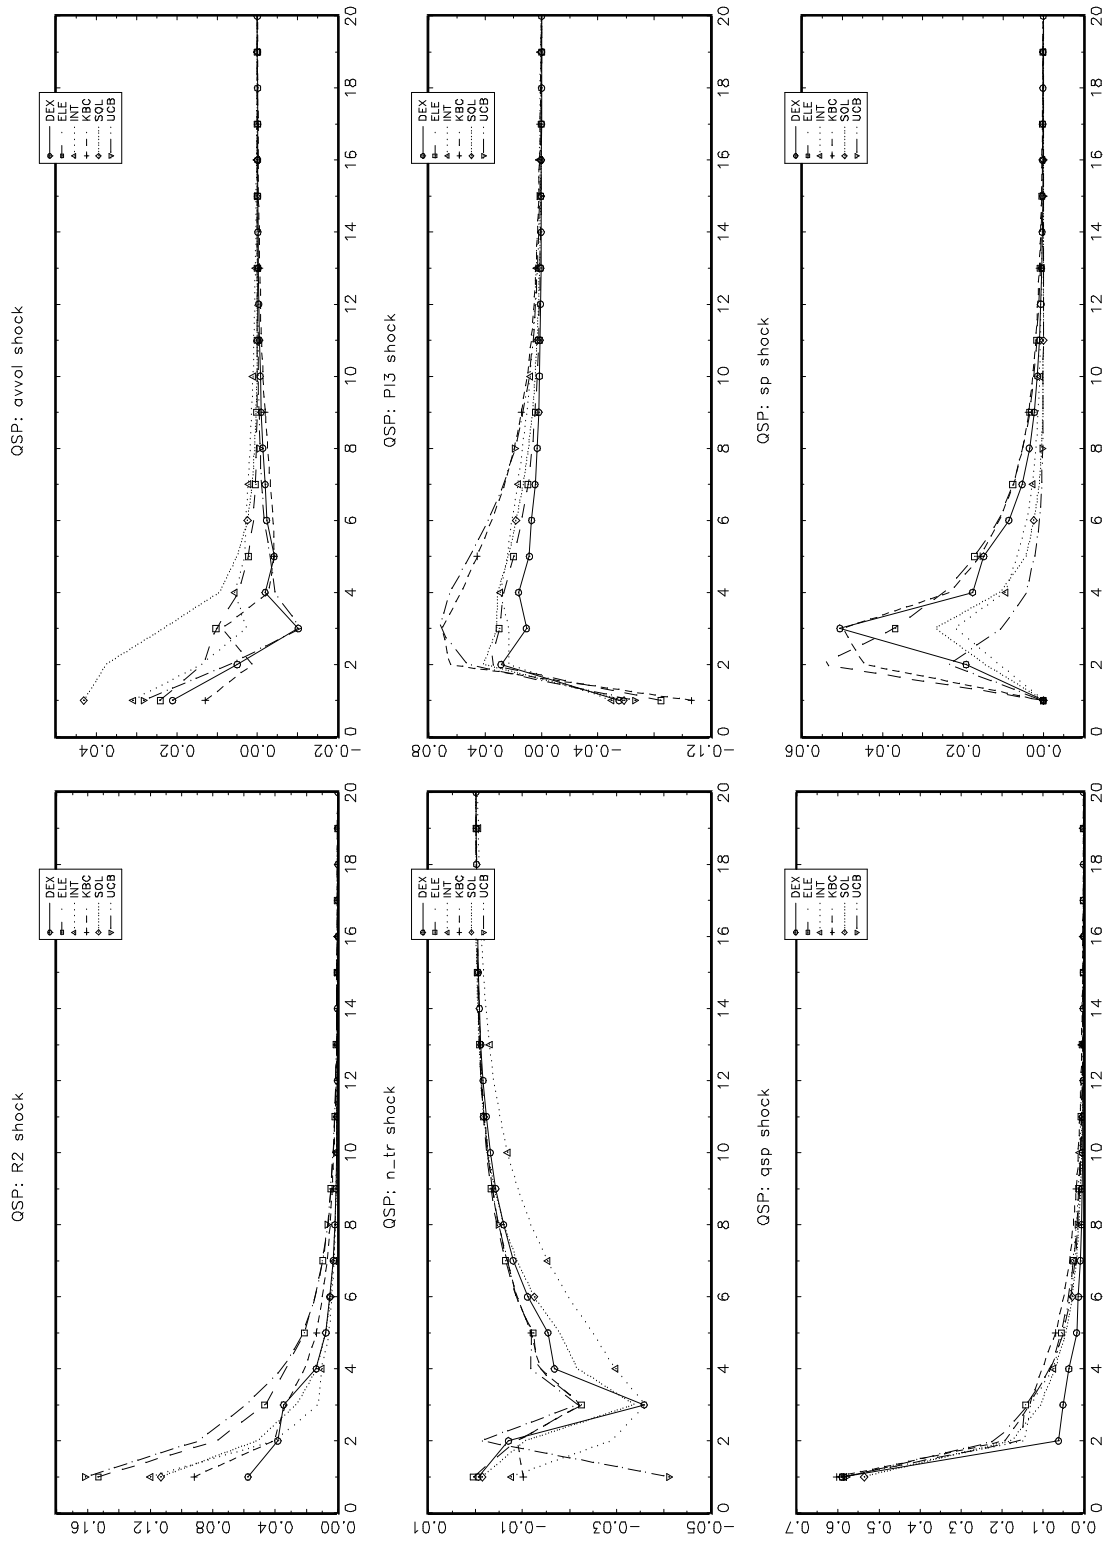 QSP: R2 shock
0.16
0.12
0.08
0.04
0.00
0 2 4 6 8 10 12 14 16 18 20
DEX
ELE
INT
KBC
SOL
UCB
QSP: avvol shock
0.04
0.02
0.00
−0.02
0 2 4 6 8 10 12 14 16 18 20
DEX
ELE
INT
KBC
SOL
UCB
QSP: n_tr shock
0.01
−0.01
−0.03
−0.05
0 2 4 6 8 10 12 14 16 18 20
DEX
ELE
INT
KBC
SOL
UCB
QSP: PI3 shock
0.08
0.04
0.00
−0.04
−0.12
0 2 4 6 8 10 12 14 16 18 20
DEX
ELE
INT
KBC
SOL
UCB
QSP: qsp shock
0.7
0.6
0.5
0.4
0.3
0.2
0.1
0.0
0 2 4 6 8 10 12 14 16 18 20
DEX
ELE
INT
KBC
SOL
UCB
QSP: sp shock
0.06
0.04
0.02
0.00
0 2 4 6 8 10 12 14 16 18 20
DEX
ELE
INT
KBC
SOL
UCB